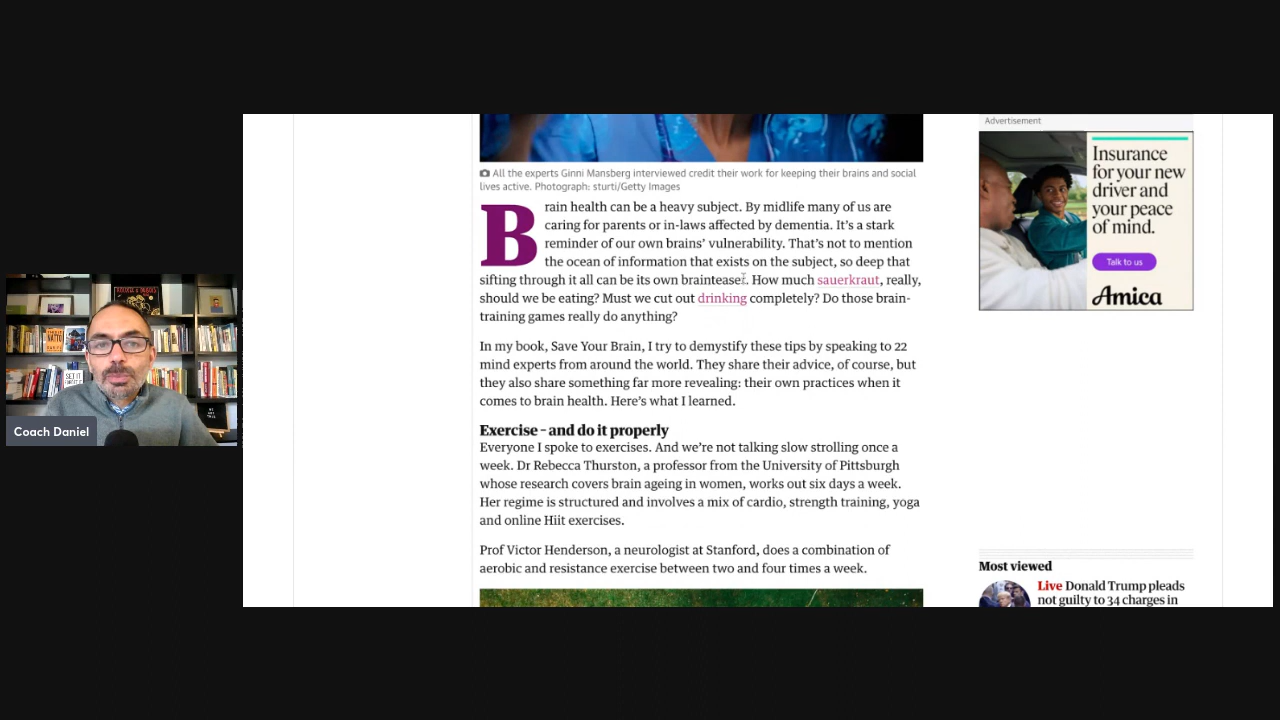 Advertisement
Insurance
for your new
driver and
your peace
of mind.
Talk to us
Amica
All the experts Ginni Mansberg interviewed credit their work for keeping their brains and social
lives active. Photograph: sturti/Getty Images
Brain health can be a heavy subject. By midlife many of us are
caring for parents or in-laws affected by dementia. It’s a stark
reminder of our own brains’ vulnerability. That’s not to mention
the ocean of information that exists on the subject, so deep that
sifting through it all can be its own brainteaser. How much sauerkraut, really,
should we be eating? Must we cut out drinking completely? Do those brain-
training games really do anything?
In my book, Save Your Brain, I try to demystify these tips by speaking to 22
mind experts from around the world. They share their advice, of course, but
they also share something far more revealing: their own practices when it
comes to brain health. Here’s what I learned.
Exercise – and do it properly
Everyone I spoke to exercises. And we’re not talking slow strolling once a
week. Dr Rebecca Thurston, a professor from the University of Pittsburgh
whose research covers brain ageing in women, works out six days a week.
Her regime is structured and involves a mix of cardio, strength training, yoga
and online Hiit exercises.
Prof Victor Henderson, a neurologist at Stanford, does a combination of
aerobic and resistance exercise between two and four times a week.
Most viewed
Live Donald Trump pleads
not guilty to 34 charges in
Coach Daniel